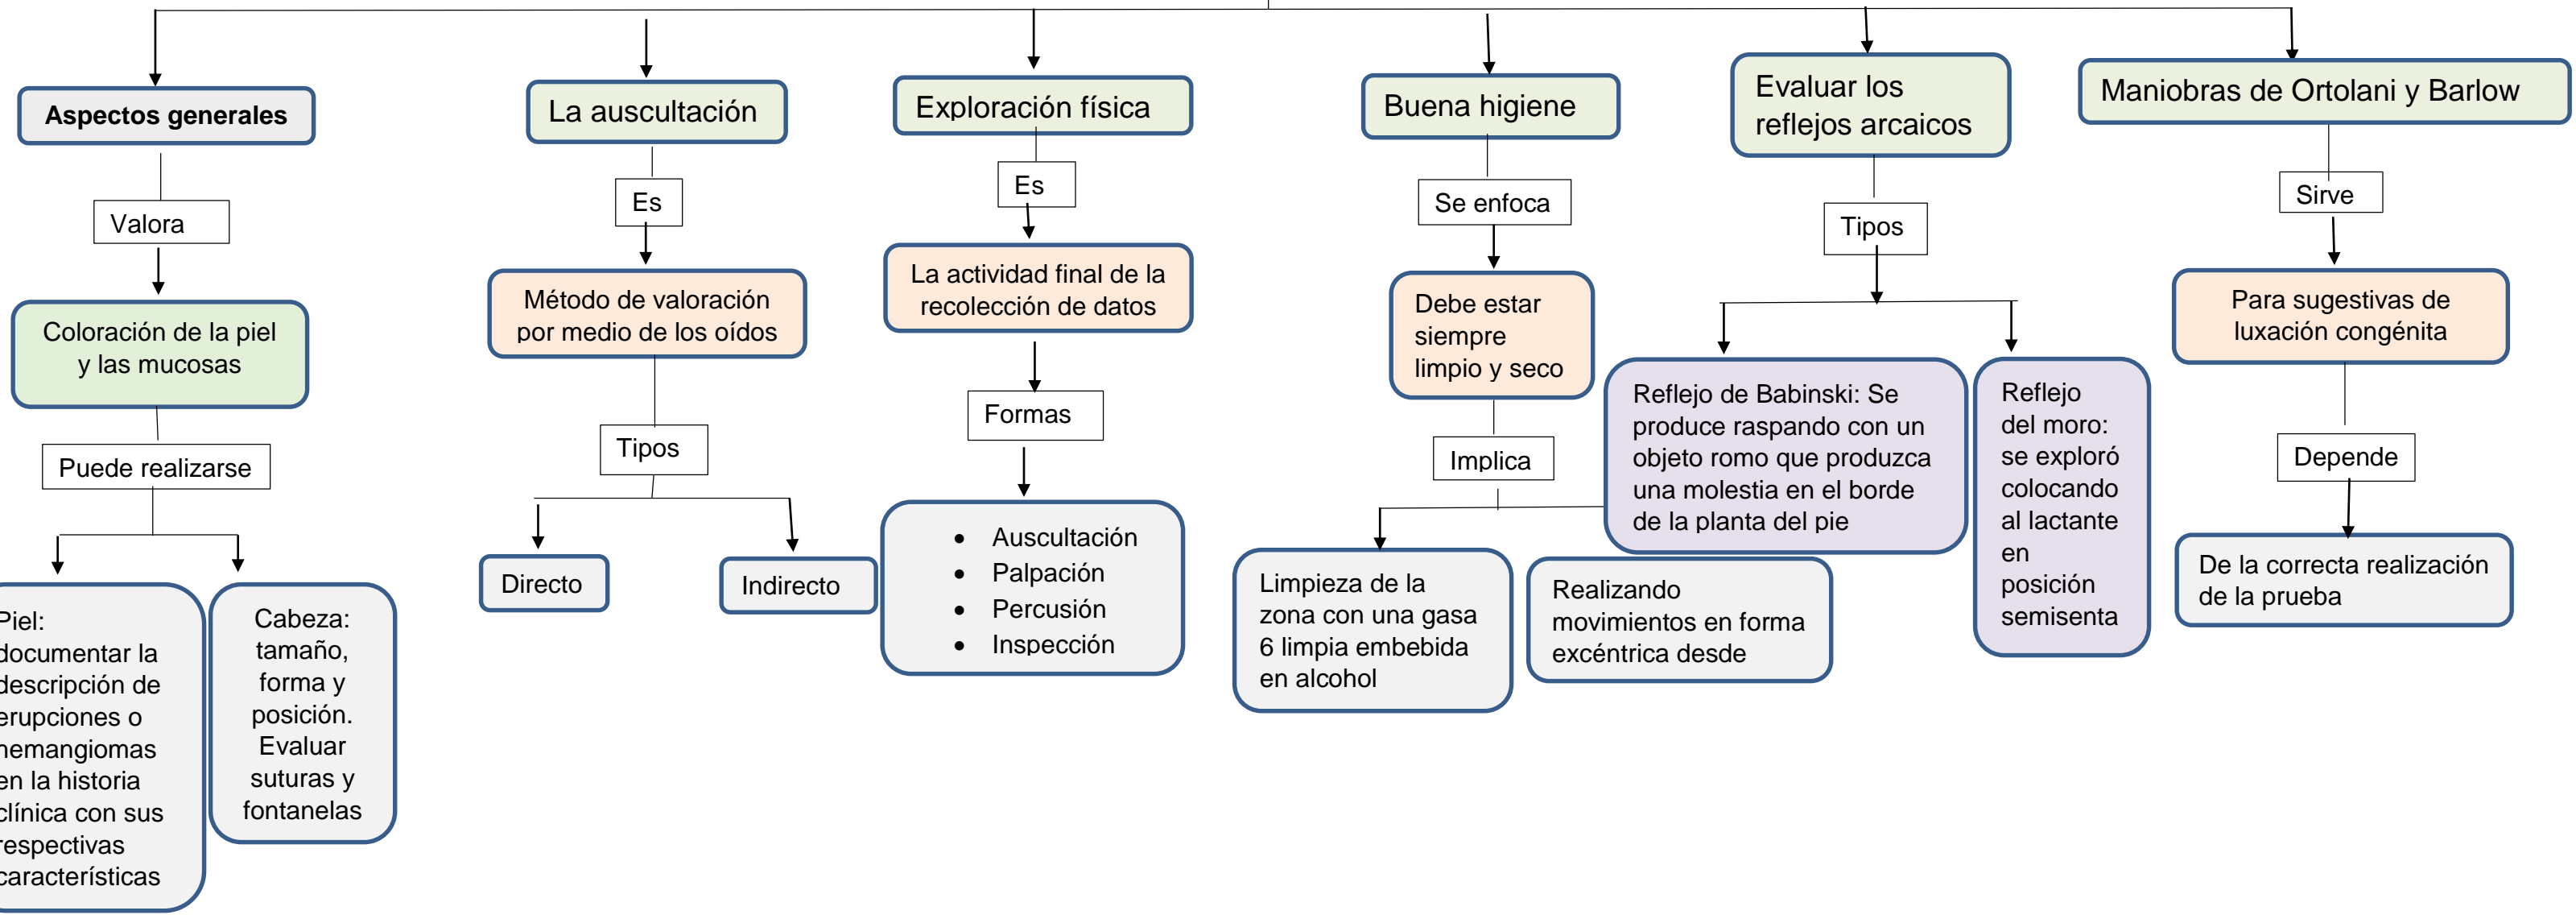 Aspectos generales
Valora
Coloración de la piel
y las mucosas
Puede realizarse
Piel:
documentar la
descripción de
erupciones o
hemangiomas
en la historia
clínica con sus
respectivas
características
Cabeza:
tamaño,
forma y
posición.
Evaluar
suturas y
fontanelas
La auscultación
Es
Método de valoración
por medio de los oídos
Tipos
Directo
Indirecto
Exploración física
Es
La actividad final de la
recolección de datos
Formas
• Auscultación
• Palpación
• Percusión
• Inspección
Buena higiene
Se enfoca
Debe estar
siempre
limpio y seco
Implica
Limpieza de la
zona con una gasa
6 limpia embebida
en alcohol
Realizando
movimientos en forma
excéntrica desde
Evaluar los
reflejos arcaicos
Tipos
Reflejo de Babinski: Se
produce raspando con un
objeto romo que produzca
una molestia en el borde
de la planta del pie
Reflejo
del moro:
se exploró
colocando
al lactante
en
posición
semisenta
Maniobras de Ortolani y Barlow
Sirve
Para sugestivas de
luxación congénita
Depende
De la correcta realización
de la prueba